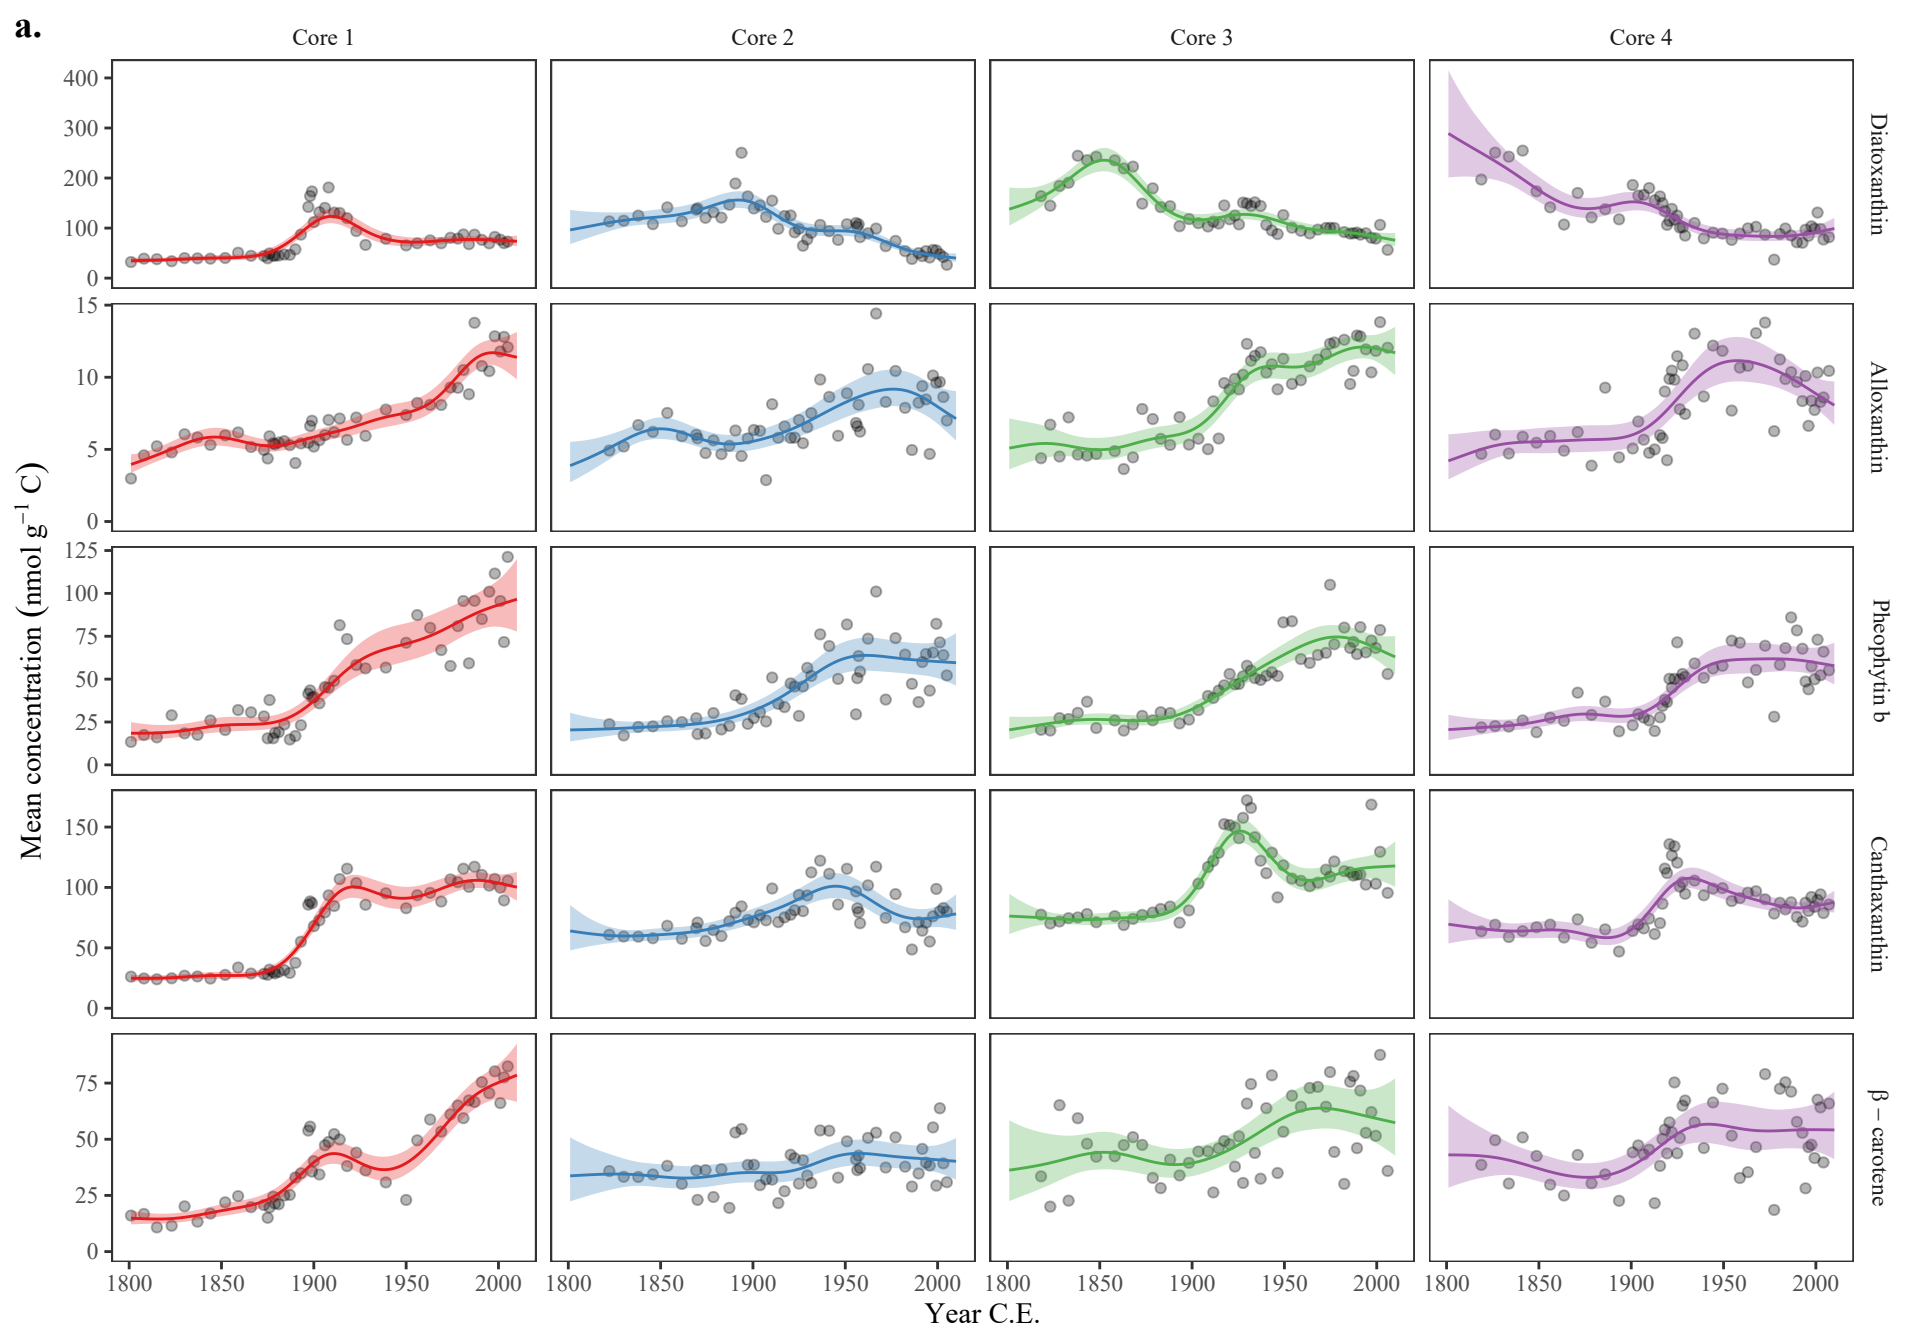 a.
Core 1 Core 2 Core 3 Core 4
400
300
200
100
0
Diatoxanthin
15
10
5
0
Alloxanthin
125
100
75
50
25
0
Pheophytin b
150
100
50
0
Canthaxanthin
75
50
25
0
β − carotene
Mean concentration (nmol g⁻¹ C)
1800 1850 1900 1950 2000 1800 1850 1900 1950 2000 1800 1850 1900 1950 2000 1800 1850 1900 1950 2000
Year C.E.